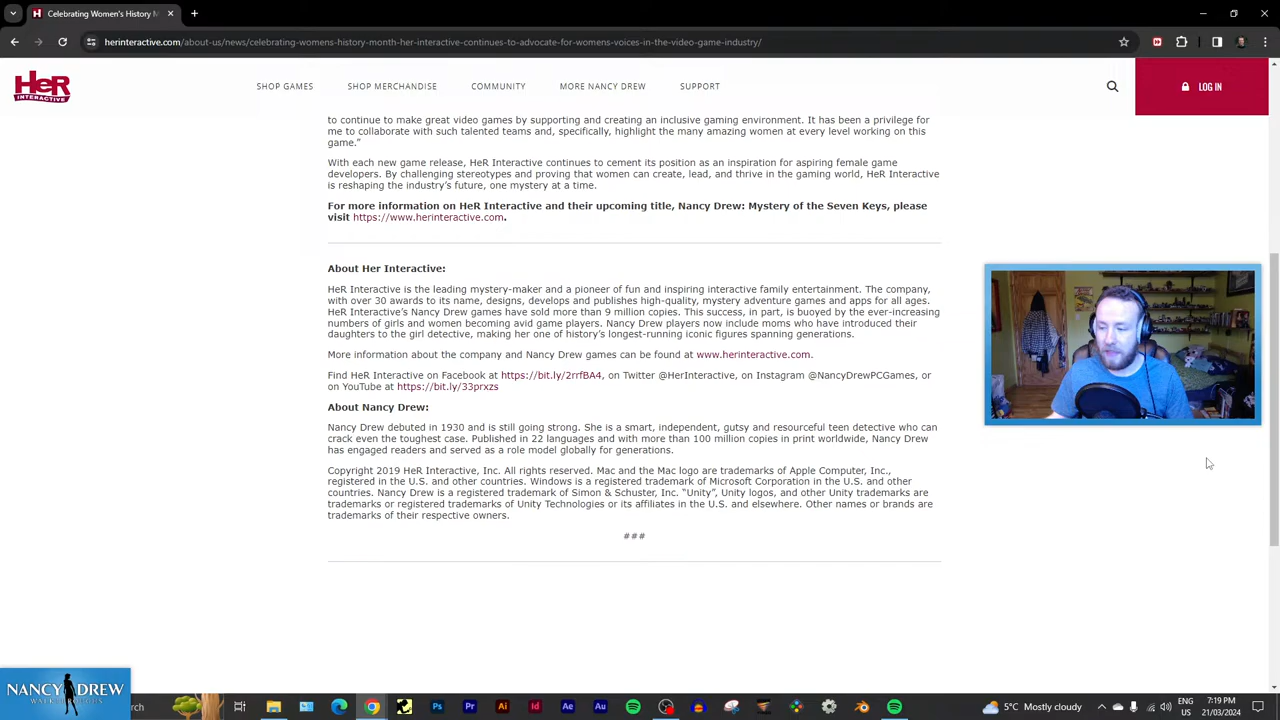 Celebrating Women's History M
herinteractive.com/about-us/news/celebrating-womens-history-month-her-interactive-continues-to-advocate-for-womens-voices-in-the-video-game-industry/
HeR
INTERACTIVE
SHOP GAMES
SHOP MERCHANDISE
COMMUNITY
MORE NANCY DREW
SUPPORT
LOG IN
to continue to make great video games by supporting and creating an inclusive gaming environment. It has been a privilege for
me to collaborate with such talented teams and, specifically, highlight the many amazing women at every level working on this
game.”
With each new game release, HeR Interactive continues to cement its position as an inspiration for aspiring female game
developers. By challenging stereotypes and proving that women can create, lead, and thrive in the gaming world, HeR Interactive
is reshaping the industry’s future, one mystery at a time.
For more information on HeR Interactive and their upcoming title, Nancy Drew: Mystery of the Seven Keys, please
visit https://www.herinteractive.com.
About Her Interactive:
HeR Interactive is the leading mystery-maker and a pioneer of fun and inspiring interactive family entertainment. The company,
with over 30 awards to its name, designs, develops and publishes high-quality, mystery adventure games and apps for all ages.
HeR Interactive’s Nancy Drew games have sold more than 9 million copies. This success, in part, is buoyed by the ever-increasing
numbers of girls and women becoming avid game players. Nancy Drew players now include moms who have introduced their
daughters to the girl detective, making her one of history’s longest-running iconic figures spanning generations.
More information about the company and Nancy Drew games can be found at www.herinteractive.com.
Find HeR Interactive on Facebook at https://bit.ly/2rrfBA4, on Twitter @HerInteractive, on Instagram @NancyDrewPCGames, or
on YouTube at https://bit.ly/33prxzs
About Nancy Drew:
Nancy Drew debuted in 1930 and is still going strong. She is a smart, independent, gutsy and resourceful teen detective who can
crack even the toughest case. Published in 22 languages and with more than 100 million copies in print worldwide, Nancy Drew
has engaged readers and served as a role model globally for generations.
Copyright 2019 HeR Interactive, Inc. All rights reserved. Mac and the Mac logo are trademarks of Apple Computer, Inc.,
registered in the U.S. and other countries. Windows is a registered trademark of Microsoft Corporation in the U.S. and other
countries. Nancy Drew is a registered trademark of Simon & Schuster, Inc. “Unity”, Unity logos, and other Unity trademarks are
trademarks or registered trademarks of Unity Technologies or its affiliates in the U.S. and elsewhere. Other names or brands are
trademarks of their respective owners.
###
NANCY DREW
WALKTHROUGHS
rch
Ps
Pr
Ai
Id
Ae
Au
5°C Mostly cloudy
ENG
US
7:19 PM
21/03/2024